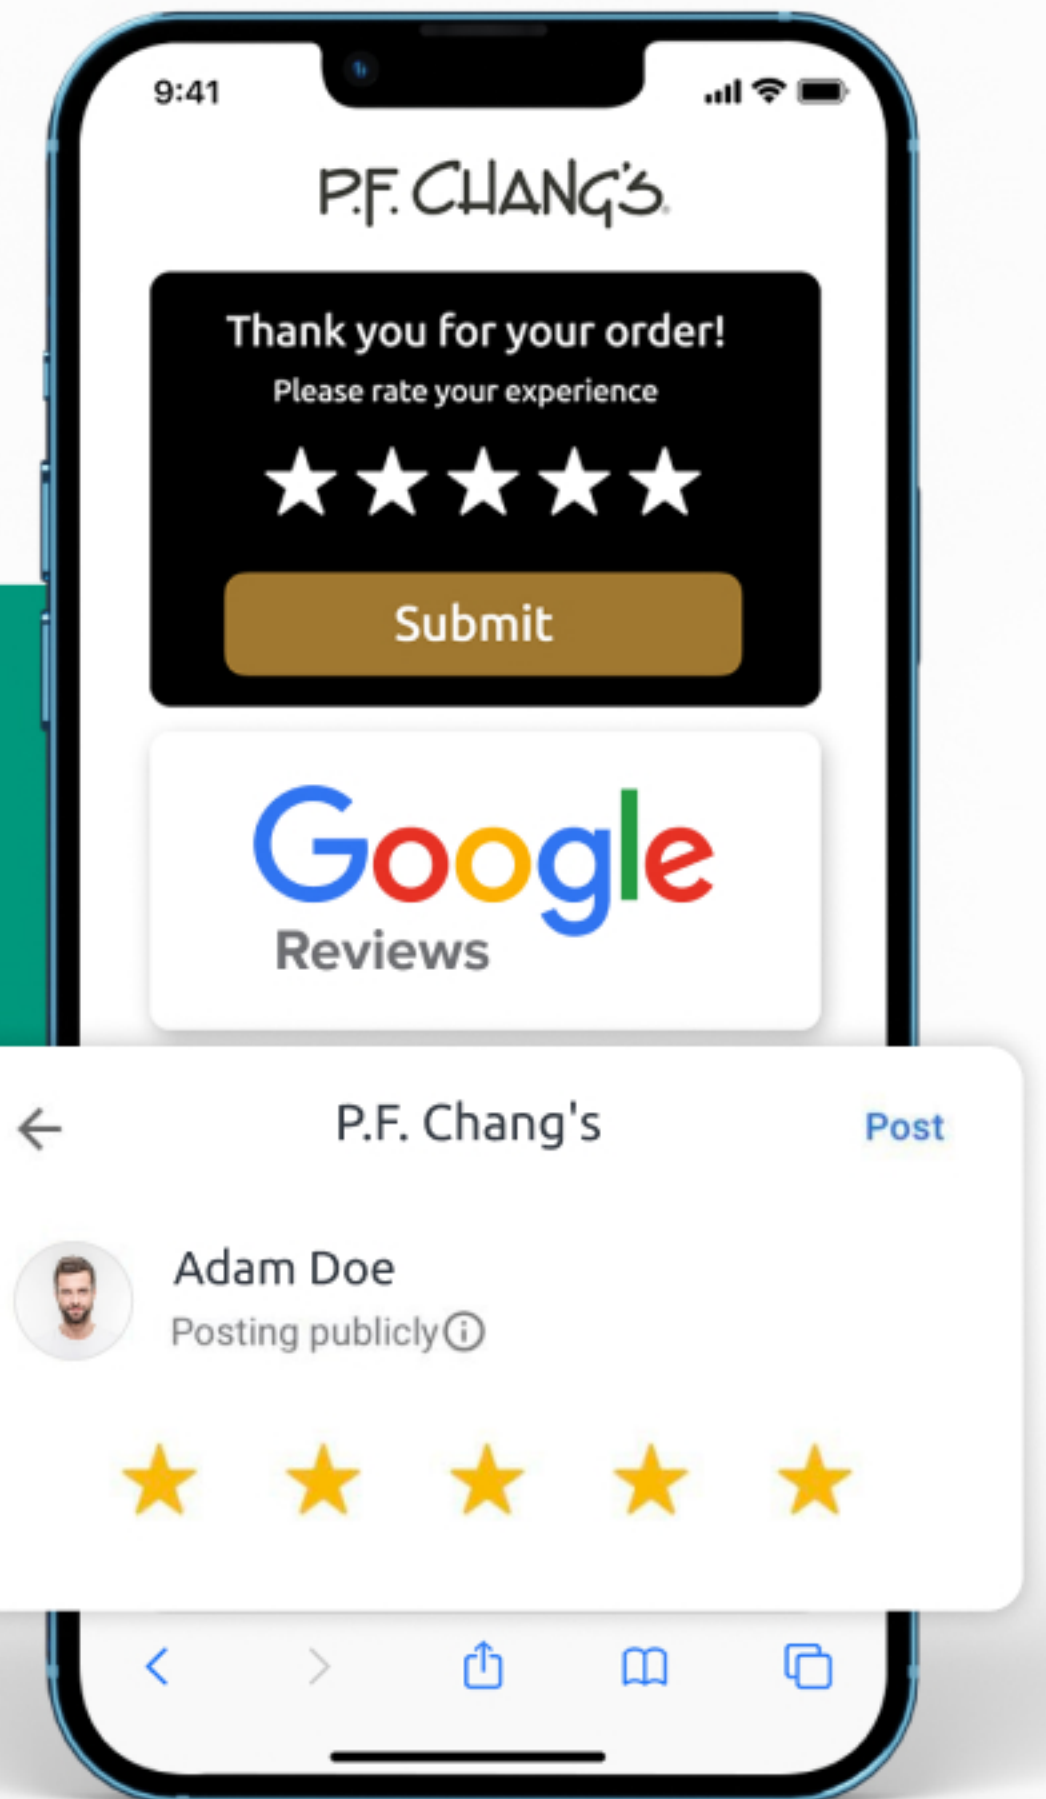 9:41
P.F. CHANG'S
Thank you for your order!
Please rate your experience
Submit
Google
Reviews
P.F. Chang's
Post
Adam Doe
Posting publicly